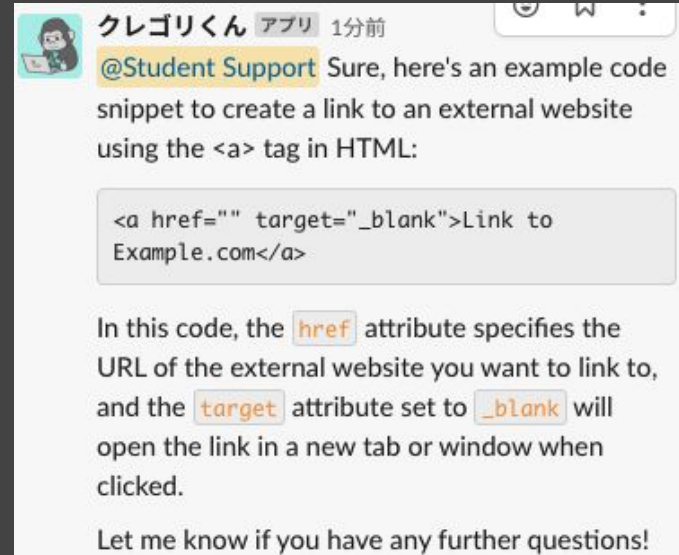 クレゴリくん アプリ 1分前
@Student Support Sure, here's an example code
snippet to create a link to an external website
using the <a> tag in HTML:
<a href="" target="_blank">Link to
Example.com</a>
In this code, the href attribute specifies the
URL of the external website you want to link to,
and the target attribute set to _blank will
open the link in a new tab or window when
clicked.
Let me know if you have any further questions!